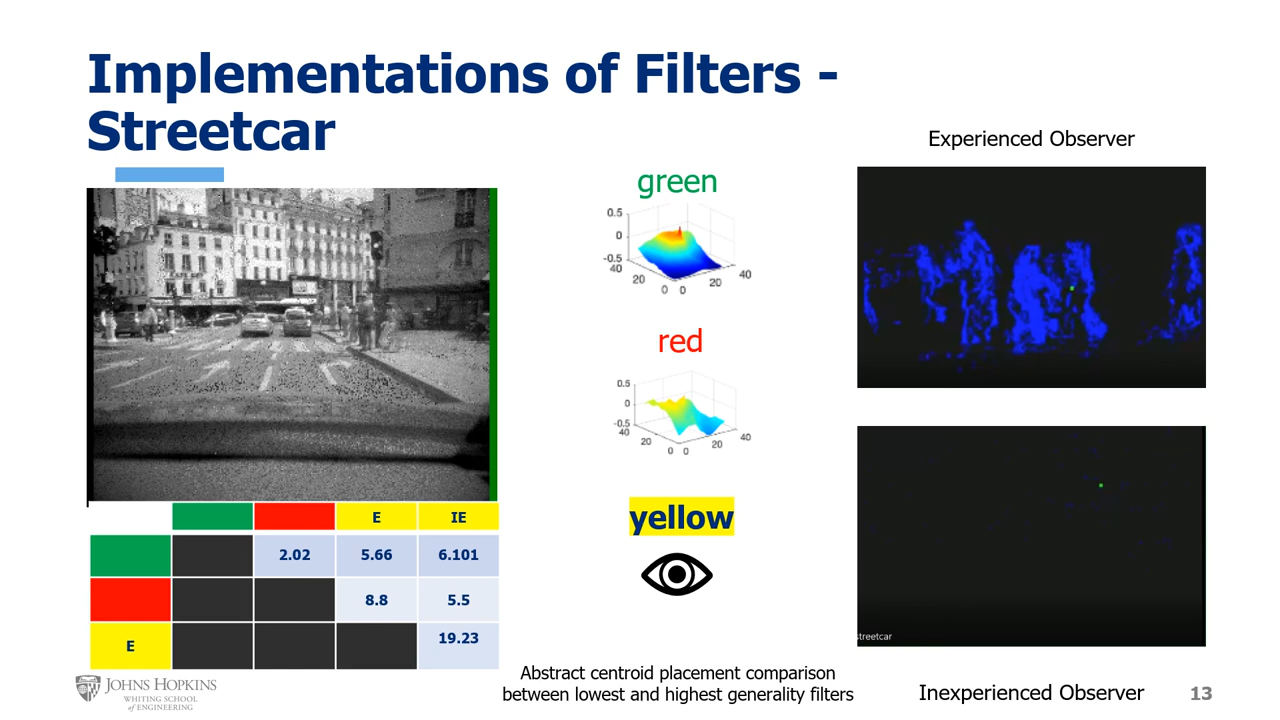 Implementations of Filters -
Streetcar
Experienced Observer
green
0.5
0
-0.5
40
20
0 0
20
40
red
0.5
0
-0.5
40
20
0 0
20
40
yellow
E IE
2.02 5.66 6.101
8.8 5.5
E 19.23
streetcar
Abstract centroid placement comparison
between lowest and highest generality filters
Inexperienced Observer
13
JOHNS HOPKINS
WHITING SCHOOL
of ENGINEERING